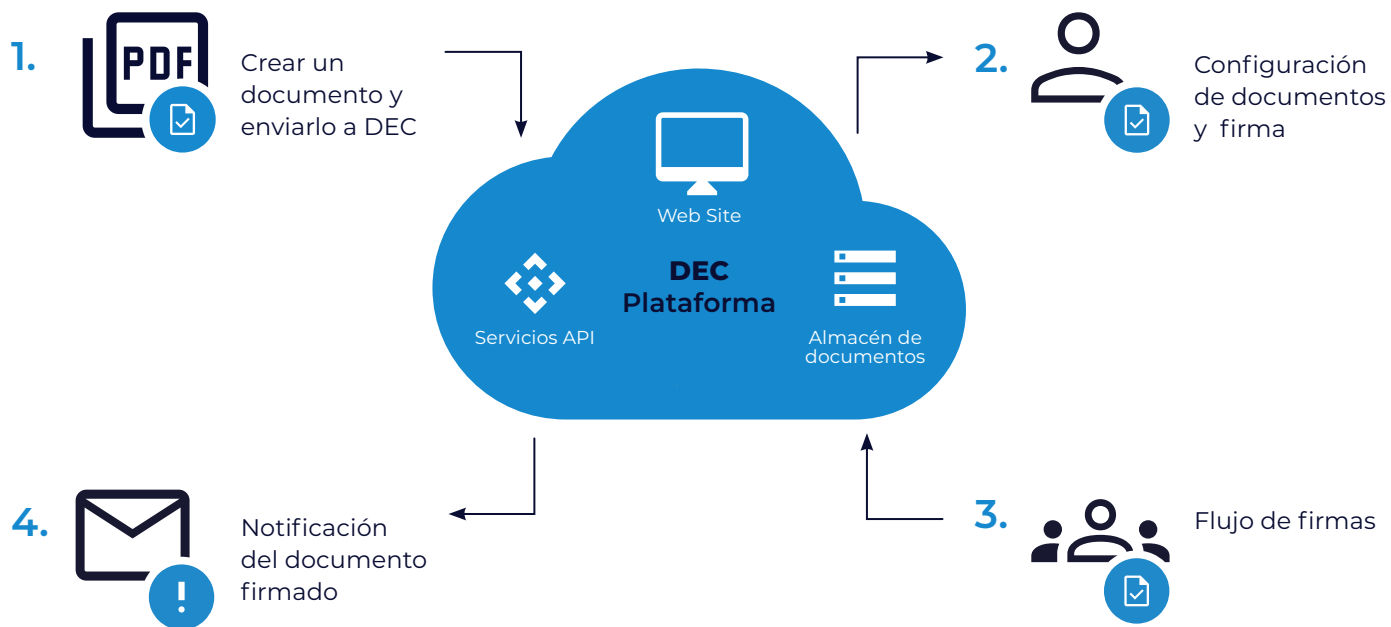 1.
PDF
Crear un
documento y
enviarlo a DEC
2.
Configuración
de documentos
y firma
Web Site
DEC
Plataforma
Servicios API
Almacén de
documentos
4.
Notificación
del documento
firmado
3.
Flujo de firmas